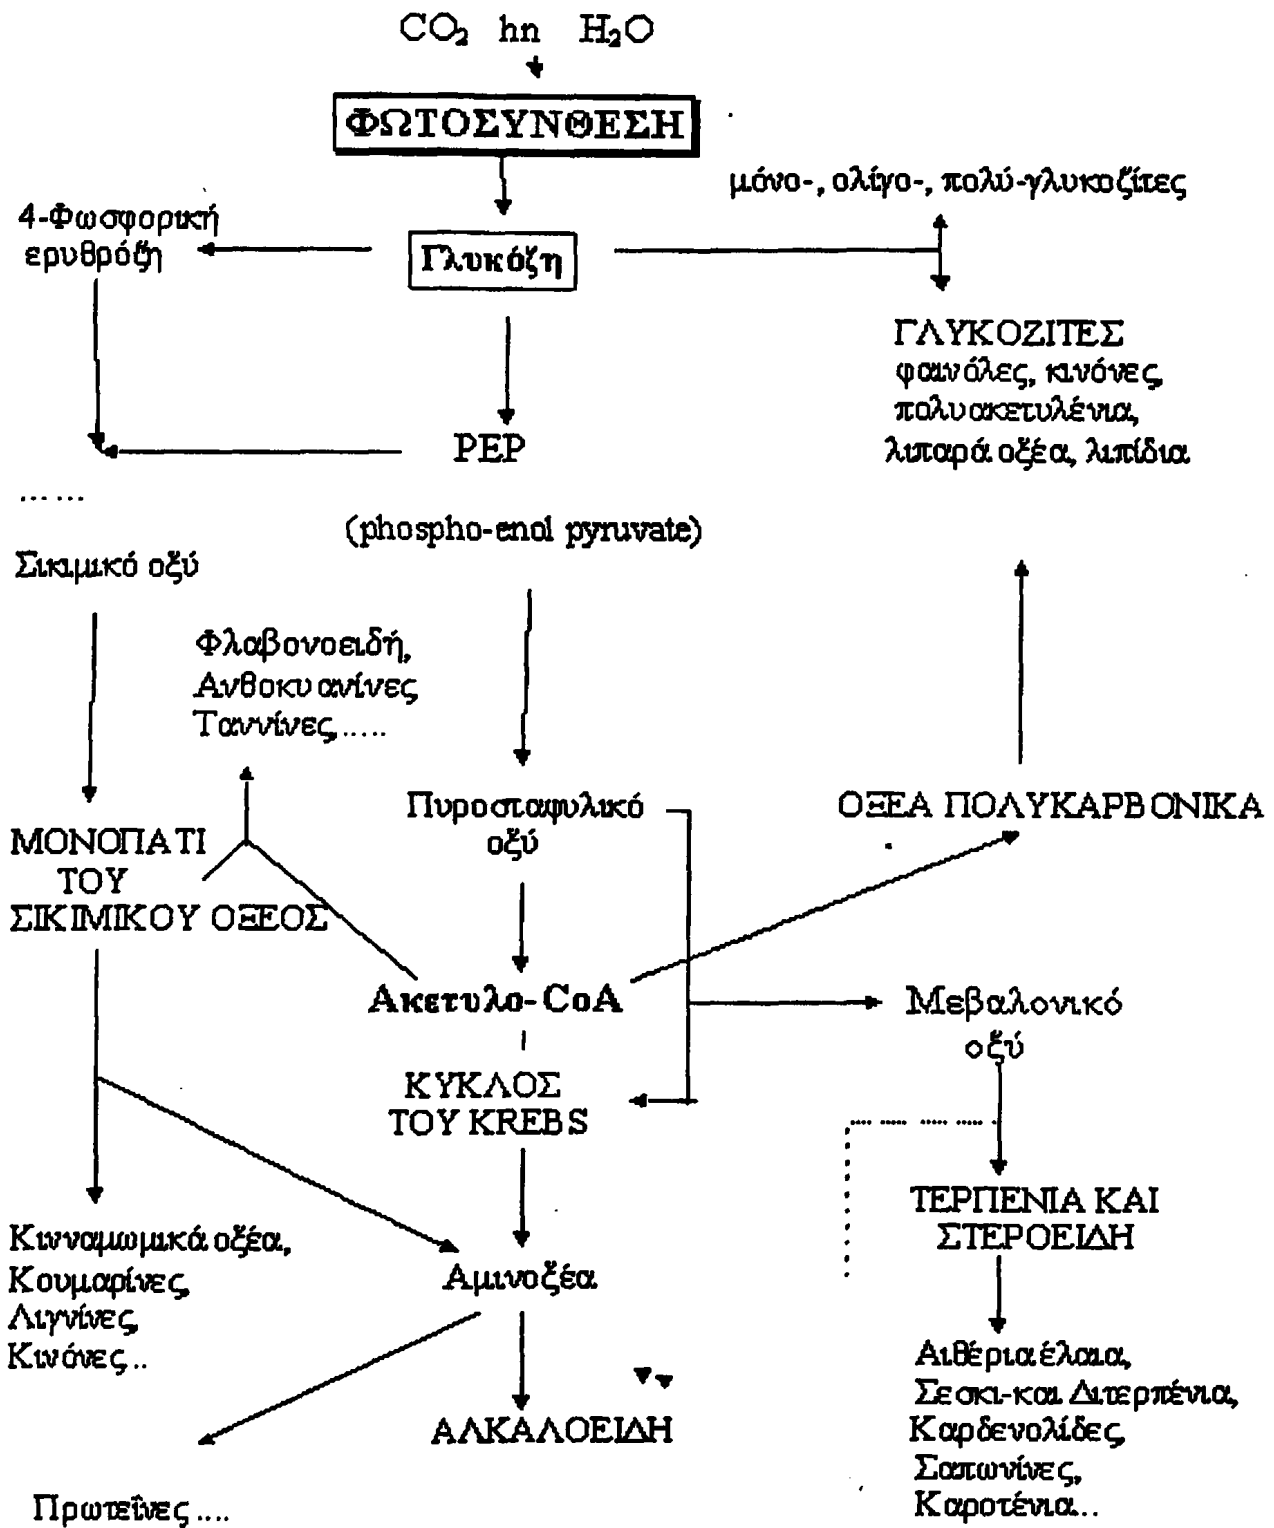 CO₂ hn H₂O
ΦΩΤΟΣΥΝΘΕΣΗ
μόνο-, ολίγο-, πολύ-γλυκοζίτες
4-Φωσφορική
ερυθρόζη
Γλυκόζη
ΓΛΥΚΟΖΙΤΕΣ
φαινόλες, κινόνες,
πολυακετυλένια,
λιπαρά οξέα, λιπίδια
PEP
......
(phospho-enol pyruvate)
Σικιμικό οξύ
Φλαβονοειδή,
Ανθοκυανίνες,
Ταννίνες,.....
Πυροσταφυλικό
οξύ
ΟΞΕΑ ΠΟΛΥΚΑΡΒΟΝΙΚΑ
ΜΟΝΟΠΑΤΙ
ΤΟΥ
ΣΙΚΙΜΙΚΟΥ ΟΞΕΟΣ
Ακετυλο-CoA
Μεβαλονικό
οξύ
ΚΥΚΛΟΣ
ΤΟΥ KREBS
ΤΕΡΠΕΝΙΑ ΚΑΙ
ΣΤΕΡΟΕΙΔΗ
Κινναμωμικά οξέα,
Κουμαρίνες,
Λιγνίνες,
Κινόνες..
Αμινοξέα
Αιθέρια έλαια,
Σεσκι-και Διτερπένια,
Καρδενολίδες,
Σαπωνίνες,
Καροτένια...
ΑΛΚΑΛΟΕΙΔΗ
Πρωτεΐνες ....